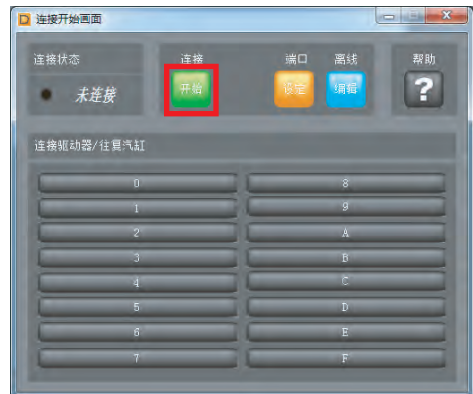 连接开始画面
连接状态 连接 端口 离线 帮助
未连接 开始 设定 编辑 ?
连接驱动器/往复汽缸
0 8
1 9
2 A
3 B
4 C
5 D
6 E
7 F